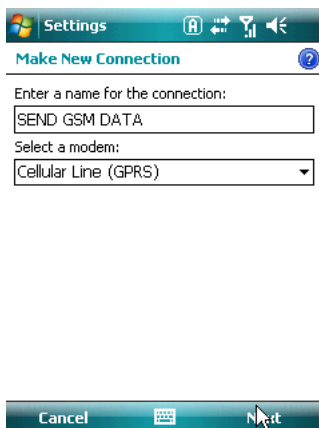 Settings
Make New Connection
Enter a name for the connection:
SEND GSM DATA
Select a modem:
Cellular Line (GPRS)
Cancel
Next